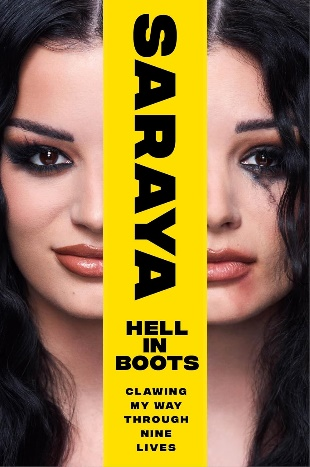 SARAYA
HELL
IN
BOOTS
CLAWING
MY WAY
THROUGH
NINE
LIVES